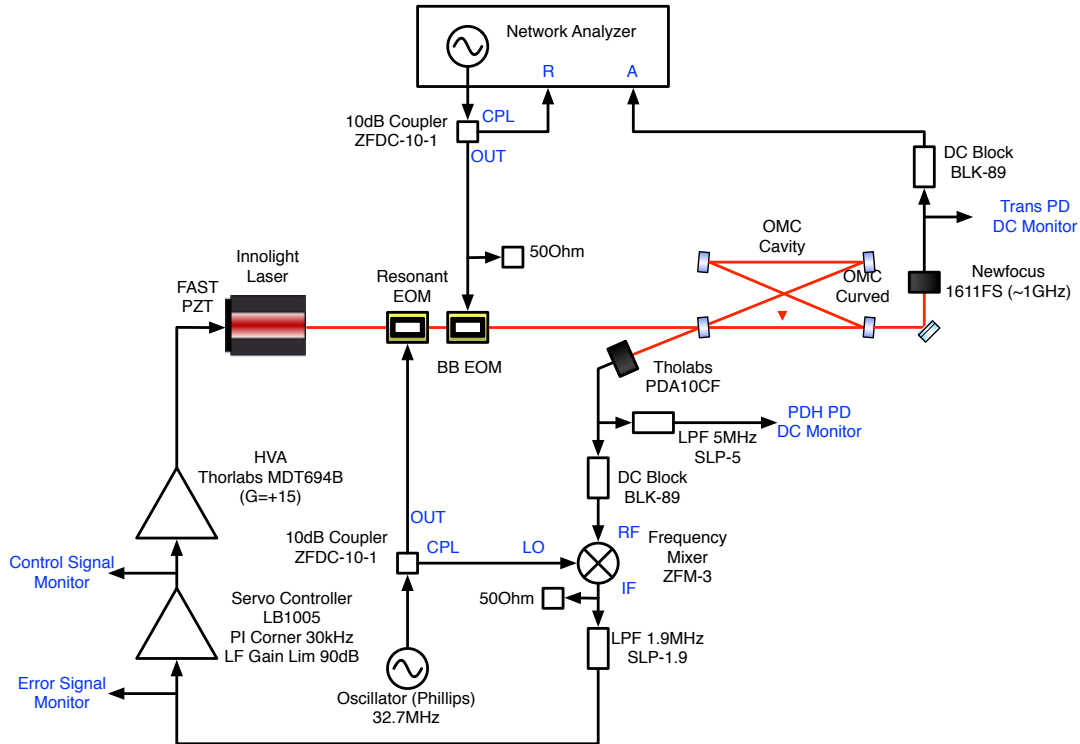 Network Analyzer
R
A
CPL
10dB Coupler
ZFDC-10-1
OUT
DC Block
BLK-89
Trans PD
DC Monitor
OMC
Cavity
50Ohm
Innolight
Laser
Resonant
EOM
OMC
Curved
Newfocus
1611FS (~1GHz)
FAST
PZT
BB EOM
Tholabs
PDA10CF
PDH PD
DC Monitor
LPF 5MHz
SLP-5
HVA
Thorlabs MDT694B
(G=+15)
DC Block
BLK-89
OUT
10dB Coupler
ZFDC-10-1
CPL
LO
RF
Frequency
Mixer
ZFM-3
IF
Control Signal
Monitor
50Ohm
Servo Controller
LB1005
PI Corner 30kHz
LF Gain Lim 90dB
LPF 1.9MHz
SLP-1.9
Error Signal
Monitor
Oscillator (Phillips)
32.7MHz